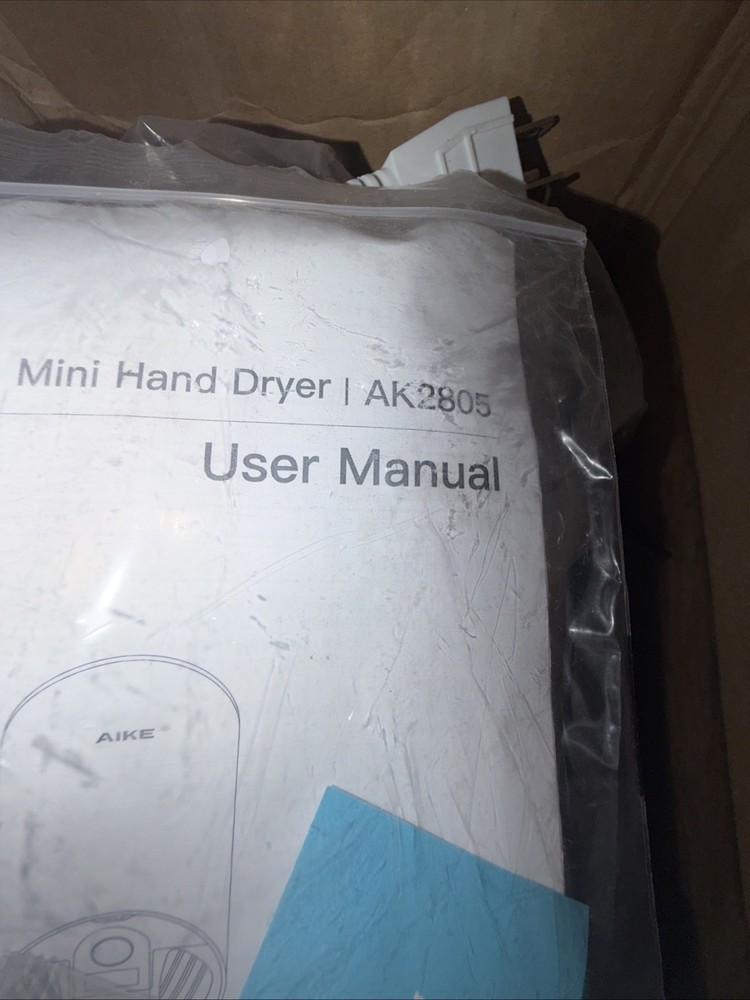 Mini Hand Dryer | AK2805
User Manual
AIKE